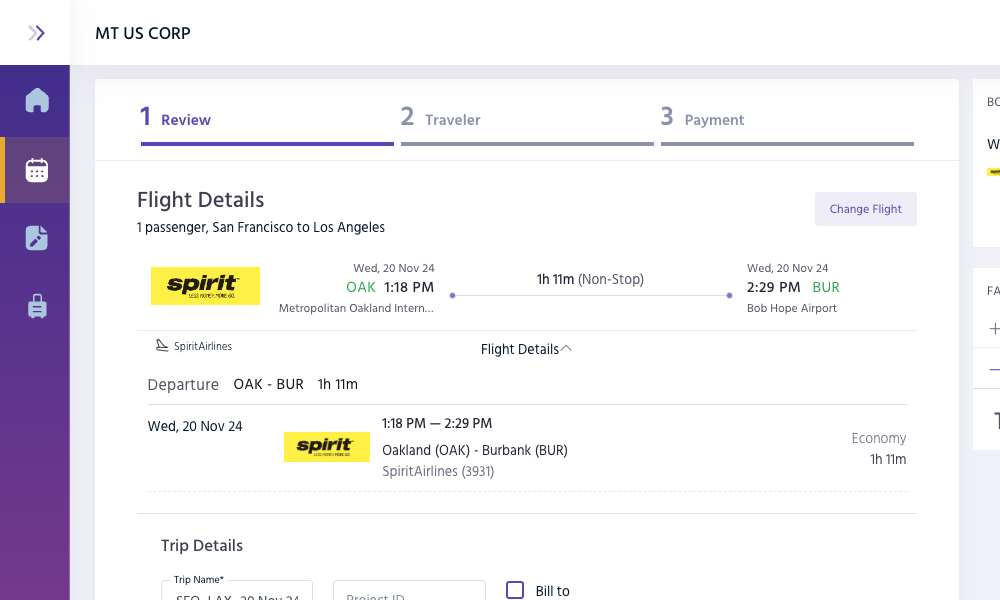 MT US CORP
1 Review
2 Traveler
3 Payment
BO
W
Flight Details
1 passenger, San Francisco to Los Angeles
Change Flight
spirit
LESS MONEY. MORE GO.
Wed, 20 Nov 24
OAK 1:18 PM
Metropolitan Oakland Intern...
1h 11m (Non-Stop)
Wed, 20 Nov 24
2:29 PM BUR
Bob Hope Airport
FA
SpiritAirlines
Flight Details
Departure OAK - BUR 1h 11m
Wed, 20 Nov 24
spirit
1:18 PM — 2:29 PM
Oakland (OAK) - Burbank (BUR)
SpiritAirlines (3931)
Economy
1h 11m
Trip Details
Trip Name*
SFO-LAX, 20 Nov 24
Project ID
Bill to